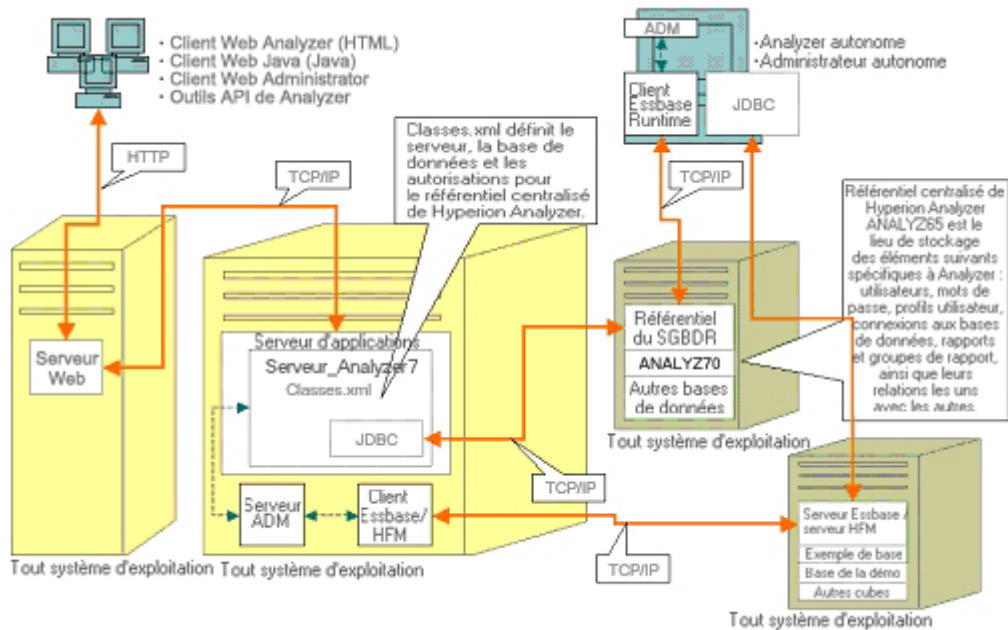 · Client Web Analyzer (HTML)
· Client Web Java (Java)
· Client Web Administrator
· Outils API de Analyzer
HTTP
TCP/IP
Classes.xml définit le
serveur, la base de
données et les
autorisations pour
le référentiel centralisé
de Hyperion Analyzer.
ADM
Client
Essbase
Runtime
JDBC
·Analyzer autonome
·Administrateur autonome
TCP/IP
Référentiel centralisé de
Hyperion Analyzer
ANALYZ65 est le
lieu de stockage
des éléments suivants
spécifiques à Analyzer :
utilisateurs, mots de
passe, profils utilisateur,
connexions aux bases
de données, rapports
et groupes de rapport,
ainsi que leurs
relations les uns
avec les autres.
Serveur
Web
Tout système d'exploitation
Serveur d'applications
Serveur_Analyzer7
Classes.xml
JDBC
Serveur
ADM
Client
Essbase/
HFM
Tout système d'exploitation
Référentiel
du SGBDR
ANALYZ70
Autres bases
de données
Tout système d'exploitation
TCP/IP
TCP/IP
Serveur Essbase /
serveur HFM
Exemple de base
Base de la démo
Autres cubes
Tout système d'exploitation